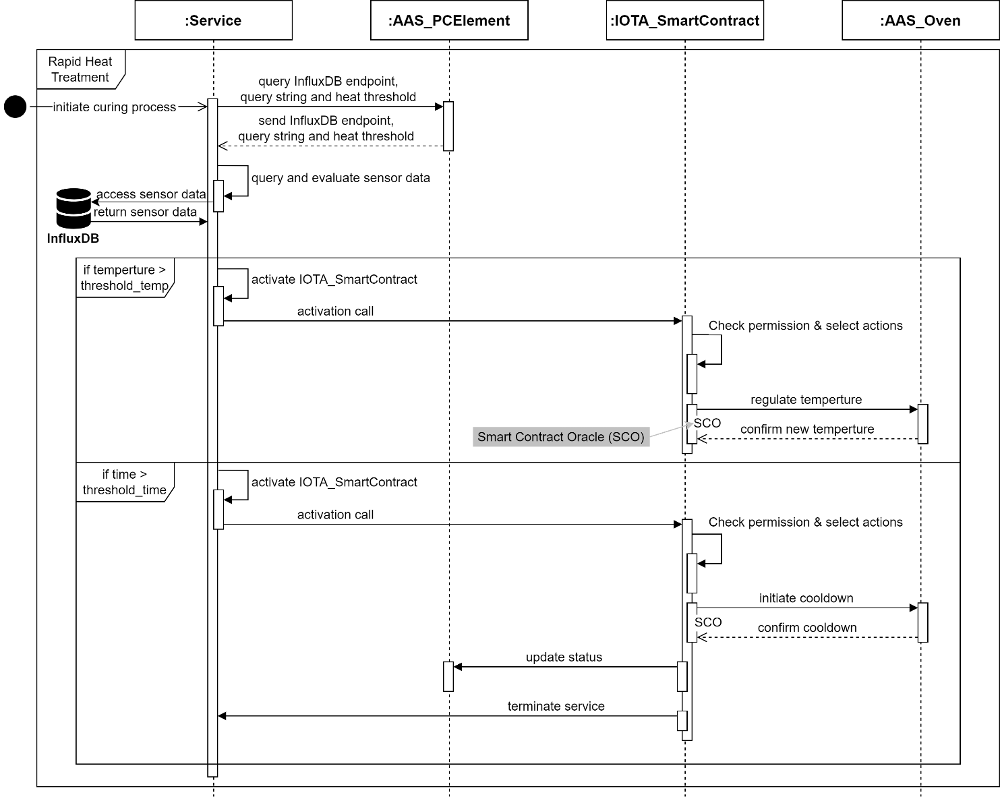 :Service
:AAS_PCElement
:IOTA_SmartContract
:AAS_Oven
Rapid Heat
Treatment
query InfluxDB endpoint,
query string and heat threshold
initiate curing process
send InfluxDB endpoint,
query string and heat threshold
query and evaluate sensor data
access sensor data
return sensor data
InfluxDB
if temperture >
threshold_temp
activate IOTA_SmartContract
activation call
Check permission & select actions
regulate temperture
SCO
confirm new temperture
Smart Contract Oracle (SCO)
if time >
threshold_time
activate IOTA_SmartContract
activation call
Check permission & select actions
initiate cooldown
SCO
confirm cooldown
update status
terminate service